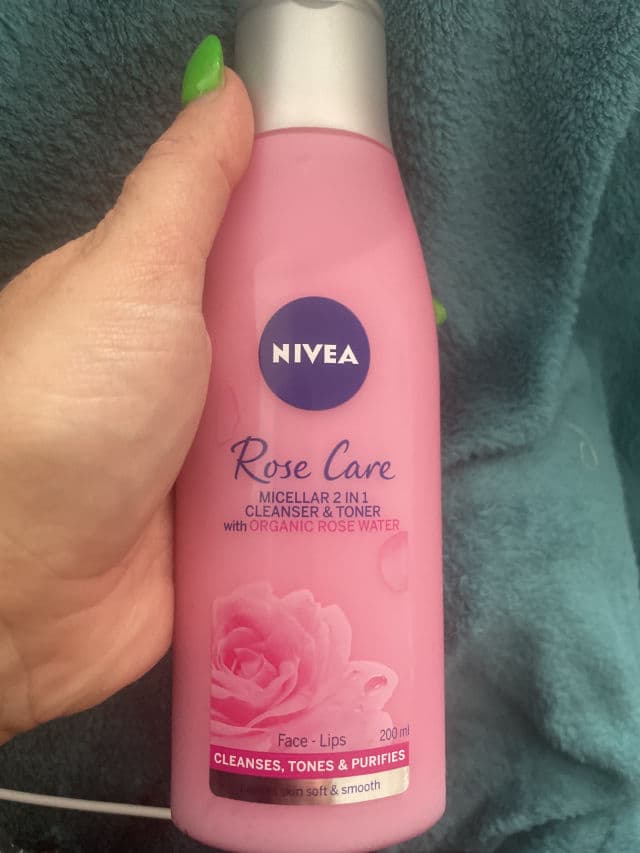 NIVEA
Rose Care
MICELLAR 2 IN 1
CLEANSER & TONER
with ORGANIC ROSE WATER
Face - Lips
200 ml
CLEANSES, TONES & PURIFIES
skin soft & smooth